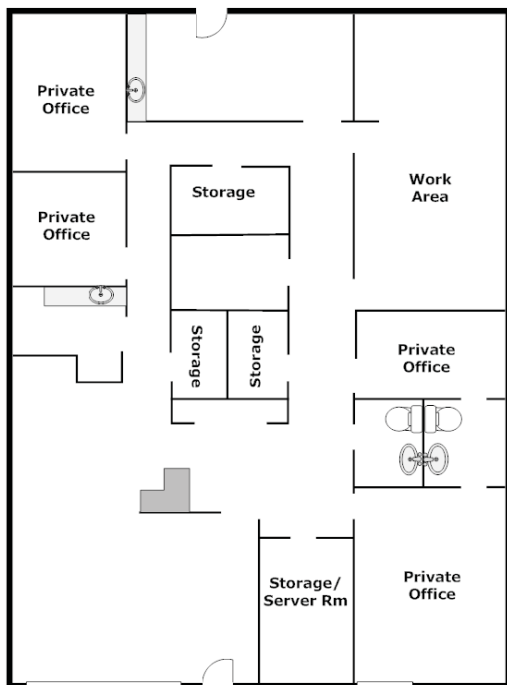 Private
Office
Storage
Work
Area
Private
Office
Storage
Storage
Private
Office
Storage/
Server Rm
Private
Office